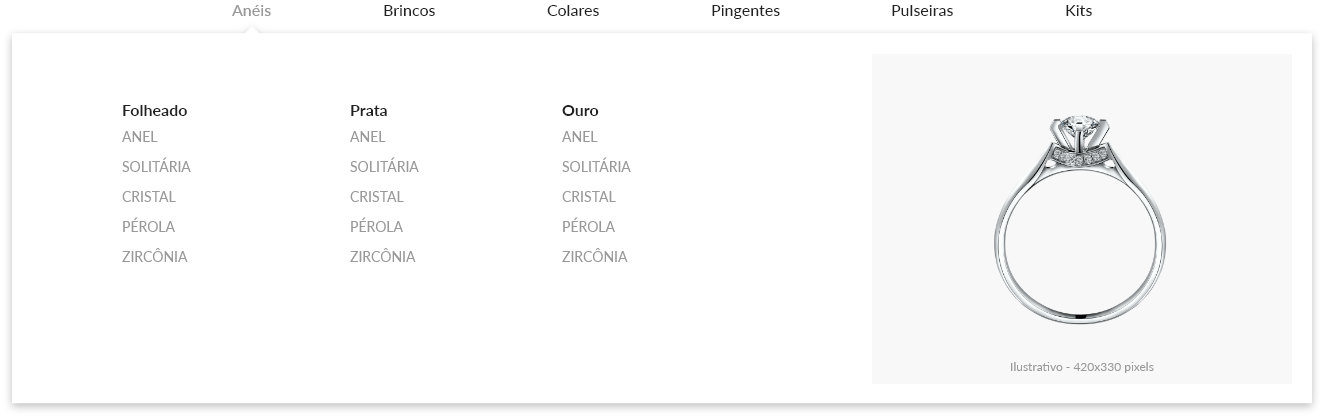 Anéis
Brincos
Colares
Pingentes
Pulseiras
Kits
Folheado
ANEL
SOLITÁRIA
CRISTAL
PÉROLA
ZIRCÔNIA
Prata
ANEL
SOLITÁRIA
CRISTAL
PÉROLA
ZIRCÔNIA
Ouro
ANEL
SOLITÁRIA
CRISTAL
PÉROLA
ZIRCÔNIA
Ilustrativo - 420x330 pixels